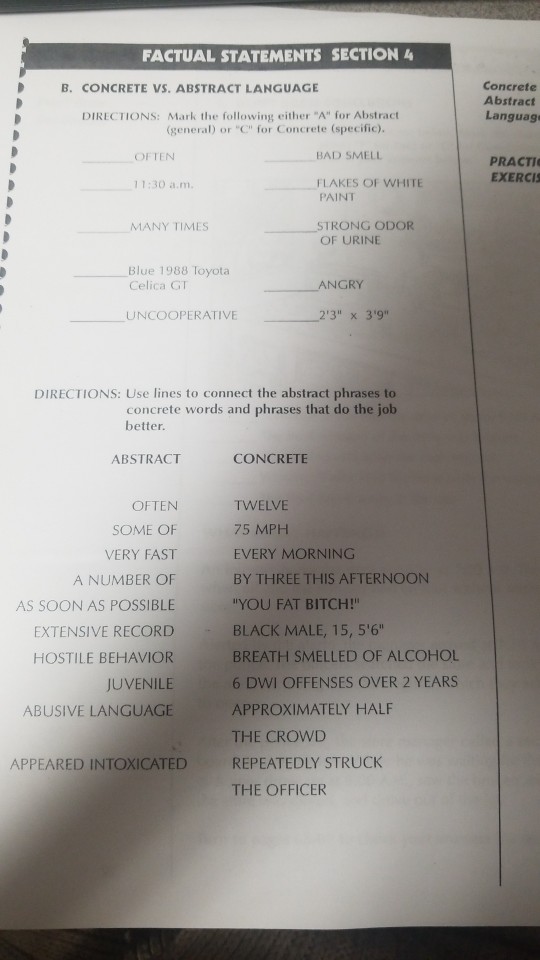 FACTUAL STATEMENTS SECTION 4
B. CONCRETE VS. ABSTRACT LANGUAGE
DIRECTIONS: Mark the following either "A" for Abstract
(general) or "C" for Concrete (specific).
OFTEN BAD SMELL
11:30 a.m. FLAKES OF WHITE
PAINT
MANY TIMES STRONG ODOR
OF URINE
Blue 1988 Toyota
Celica GT ANGRY
UNCOOPERATIVE 2'3" x 3'9"
DIRECTIONS: Use lines to connect the abstract phrases to
concrete words and phrases that do the job
better.
ABSTRACT CONCRETE
OFTEN TWELVE
SOME OF 75 MPH
VERY FAST EVERY MORNING
A NUMBER OF BY THREE THIS AFTERNOON
AS SOON AS POSSIBLE "YOU FAT BITCH!"
EXTENSIVE RECORD BLACK MALE, 15, 5'6"
HOSTILE BEHAVIOR BREATH SMELLED OF ALCOHOL
JUVENILE 6 DWI OFFENSES OVER 2 YEARS
ABUSIVE LANGUAGE APPROXIMATELY HALF
THE CROWD
APPEARED INTOXICATED REPEATEDLY STRUCK
THE OFFICER
Concrete
Abstract
Languag
PRACTI
EXERCIS